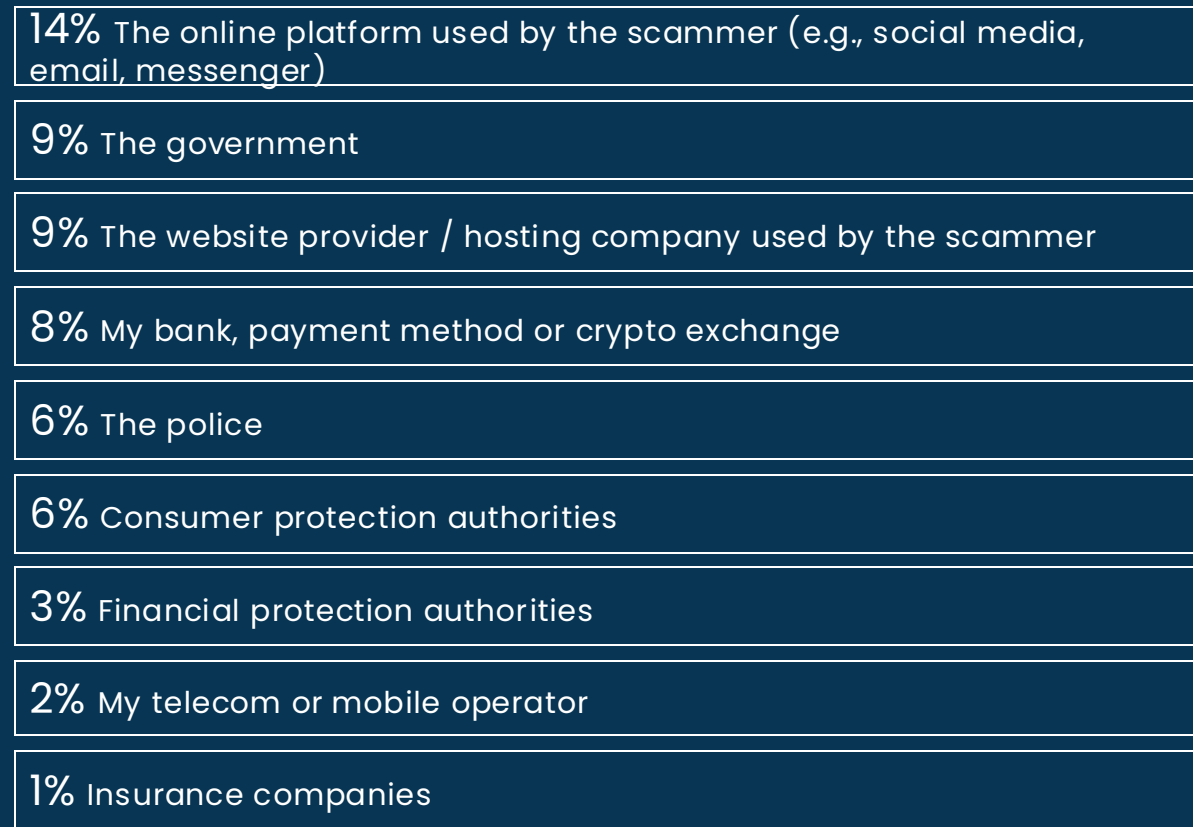 14% The online platform used by the scammer (e.g., social media,
email, messenger)
9% The government
9% The website provider / hosting company used by the scammer
8% My bank, payment method or crypto exchange
6% The police
6% Consumer protection authorities
3% Financial protection authorities
2% My telecom or mobile operator
1% Insurance companies